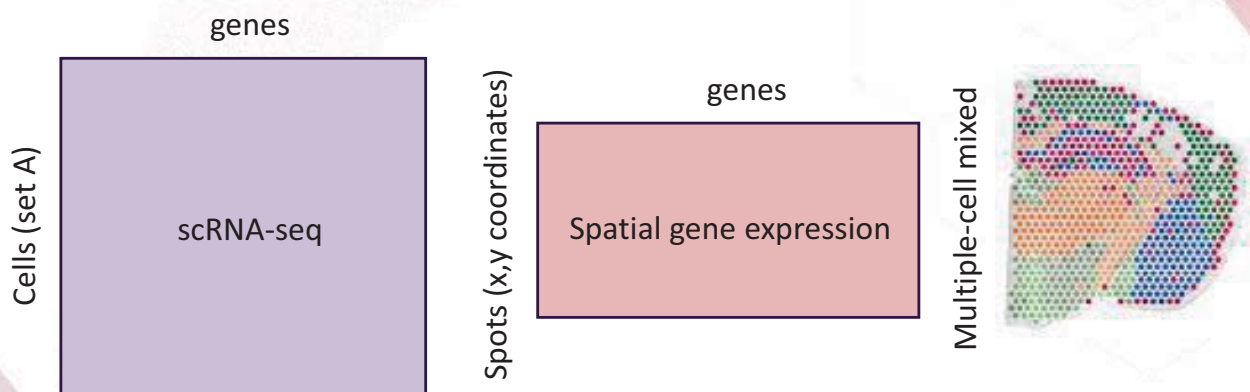 genes
Cells (set A)
scRNA-seq
Spots (x,y coordinates)
genes
Spatial gene expression
Multiple-cell mixed